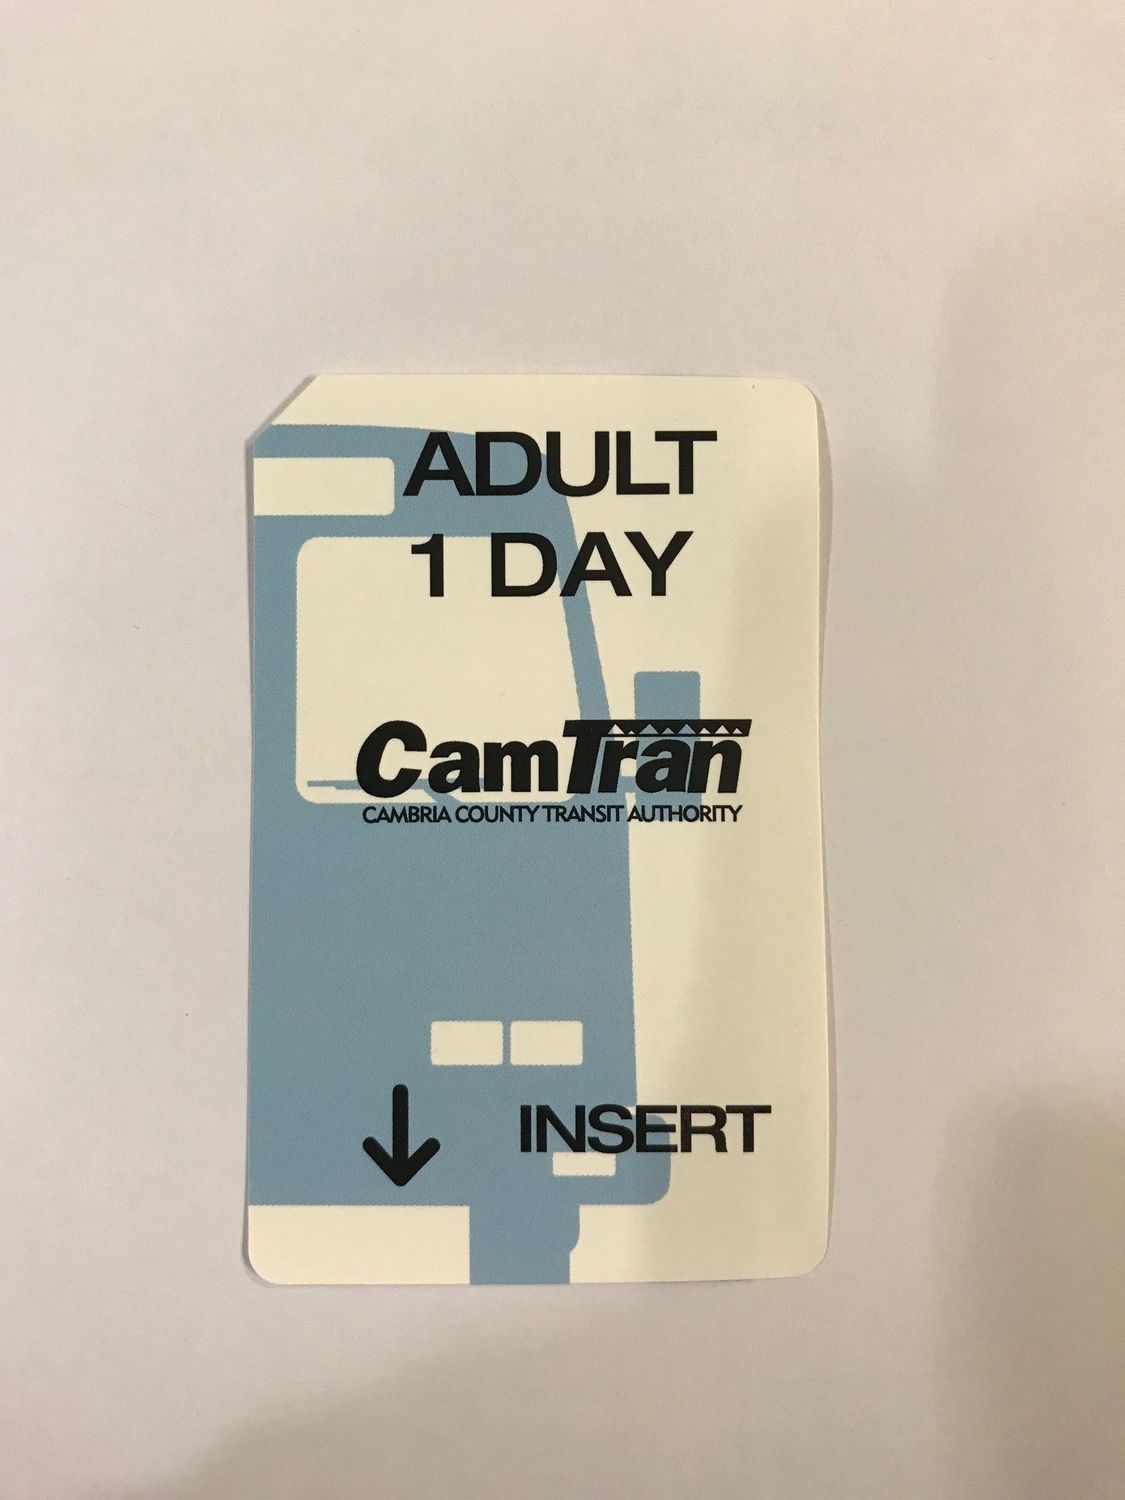 ADULT
1 DAY
CamTran
CAMBRIA COUNTY TRANSIT AUTHORITY
INSERT